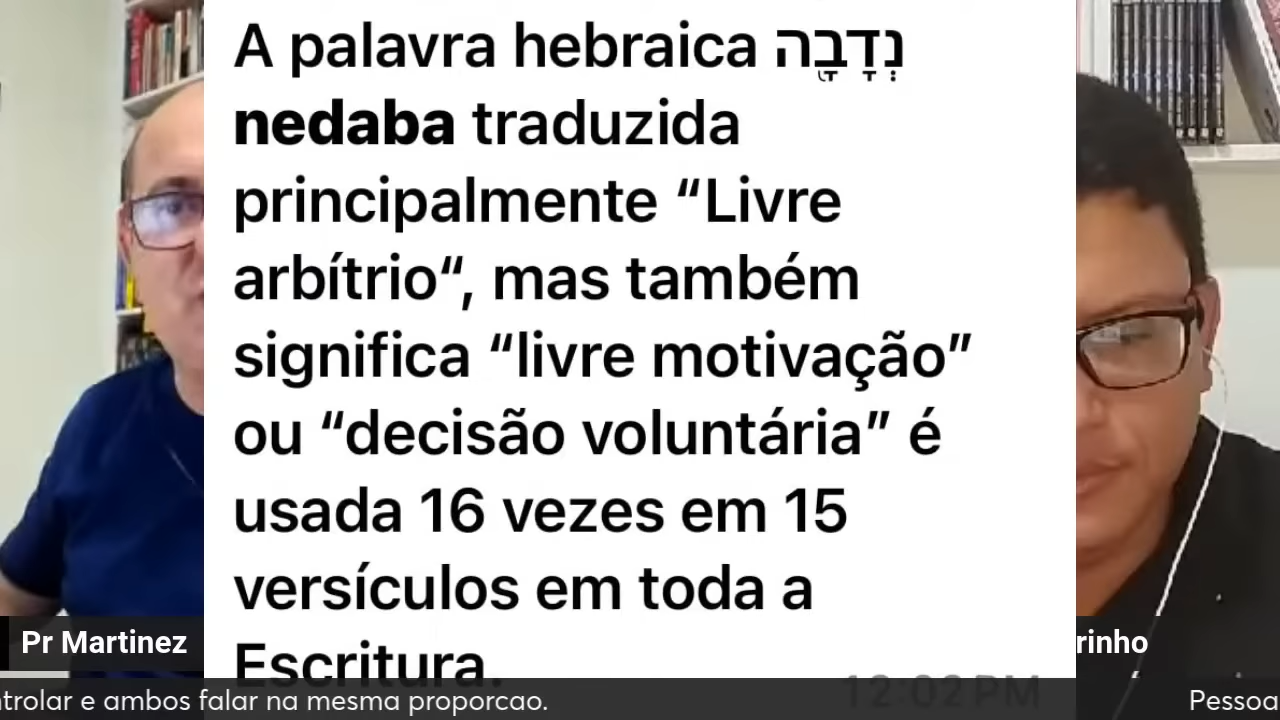 A palavra hebraica נְדָבָ֖ה
nedaba traduzida
principalmente “Livre
arbítrio“, mas também
significa “livre motivação”
ou “decisão voluntária” é
usada 16 vezes em 15
versículos em toda a
Escritura.
12:02 PM
Pr Martinez
rinho
trolar e ambos falar na mesma proporcao.
Pessoa